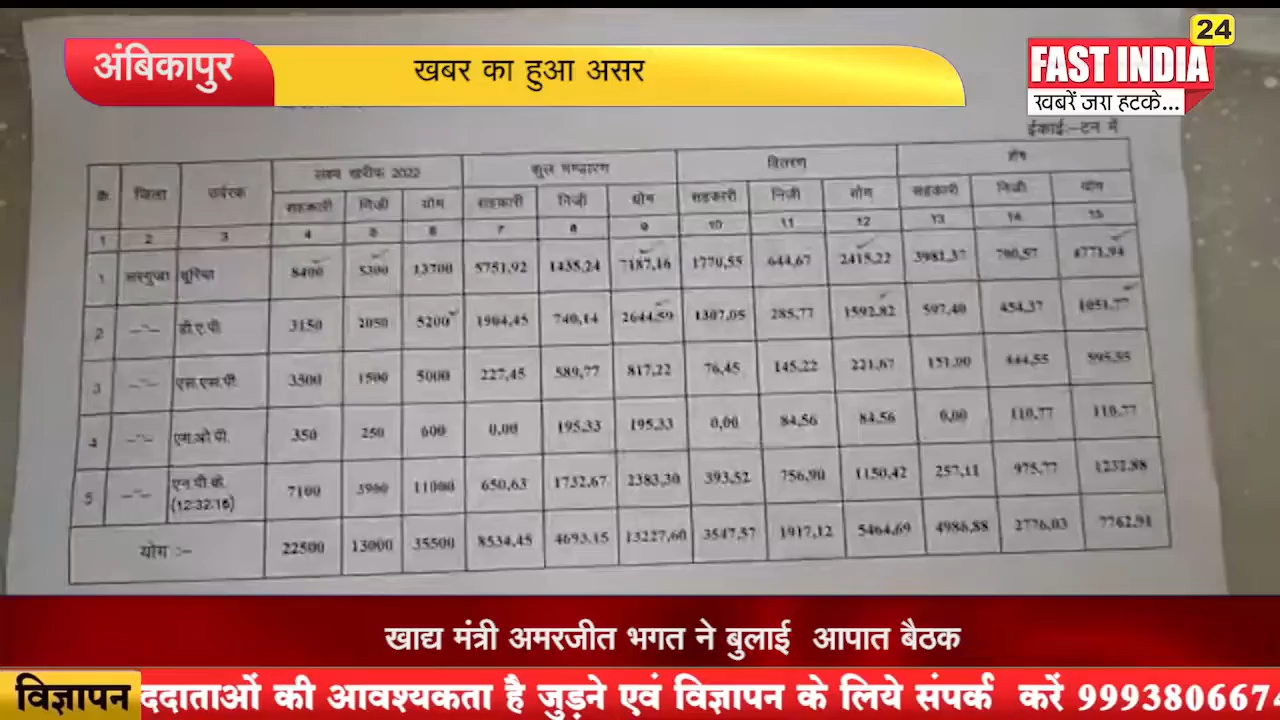 24
अंबिकापुर
खबर का हुआ असर
FAST INDIA
खबरें जरा हटके...
ईकाई:-टन में
क्र. जिला उर्वरक लक्ष्य खरीफ 2022 कुल भण्डारण वितरण शेष
सहकारी निजी योग सहकारी निजी योग सहकारी निजी योग सहकारी निजी योग
1 2 3 4 5 6 7 8 9 10 11 12 13 14 15
1 सरगुजा यूरिया 8400 5300 13700 5751.92 1435.24 7187.16 1770.55 644.67 2415.22 3981.37 790.57 4771.94
2 —"— डी.ए.पी 3150 2050 5200 1904.45 740.14 2644.59 1307.05 285.77 1592.82 597.40 454.37 1051.77
3 —"— एस.एस.पी. 3500 1500 5000 227.45 589.77 817.22 76.45 145.22 221.67 151.00 444.55 595.55
4 —"— एम.ओ.पी. 350 250 600 0.00 195.33 195.33 0.00 84.56 84.56 0.00 110.77 110.77
5 —"— एन.पी.के. (12:32:16) 7100 3900 11000 650.63 1732.67 2383.30 393.52 756.90 1150.42 257.11 975.77 1232.88
योग :- 22500 13000 35500 8534.45 4693.15 13227.60 3547.57 1917.12 5464.69 4986.88 2776.03 7762.91
खाद्य मंत्री अमरजीत भगत ने बुलाई आपात बैठक
विज्ञापन ददाताओं की आवश्यकता है जुड़ने एवं विज्ञापन के लिये संपर्क करें 9993806674